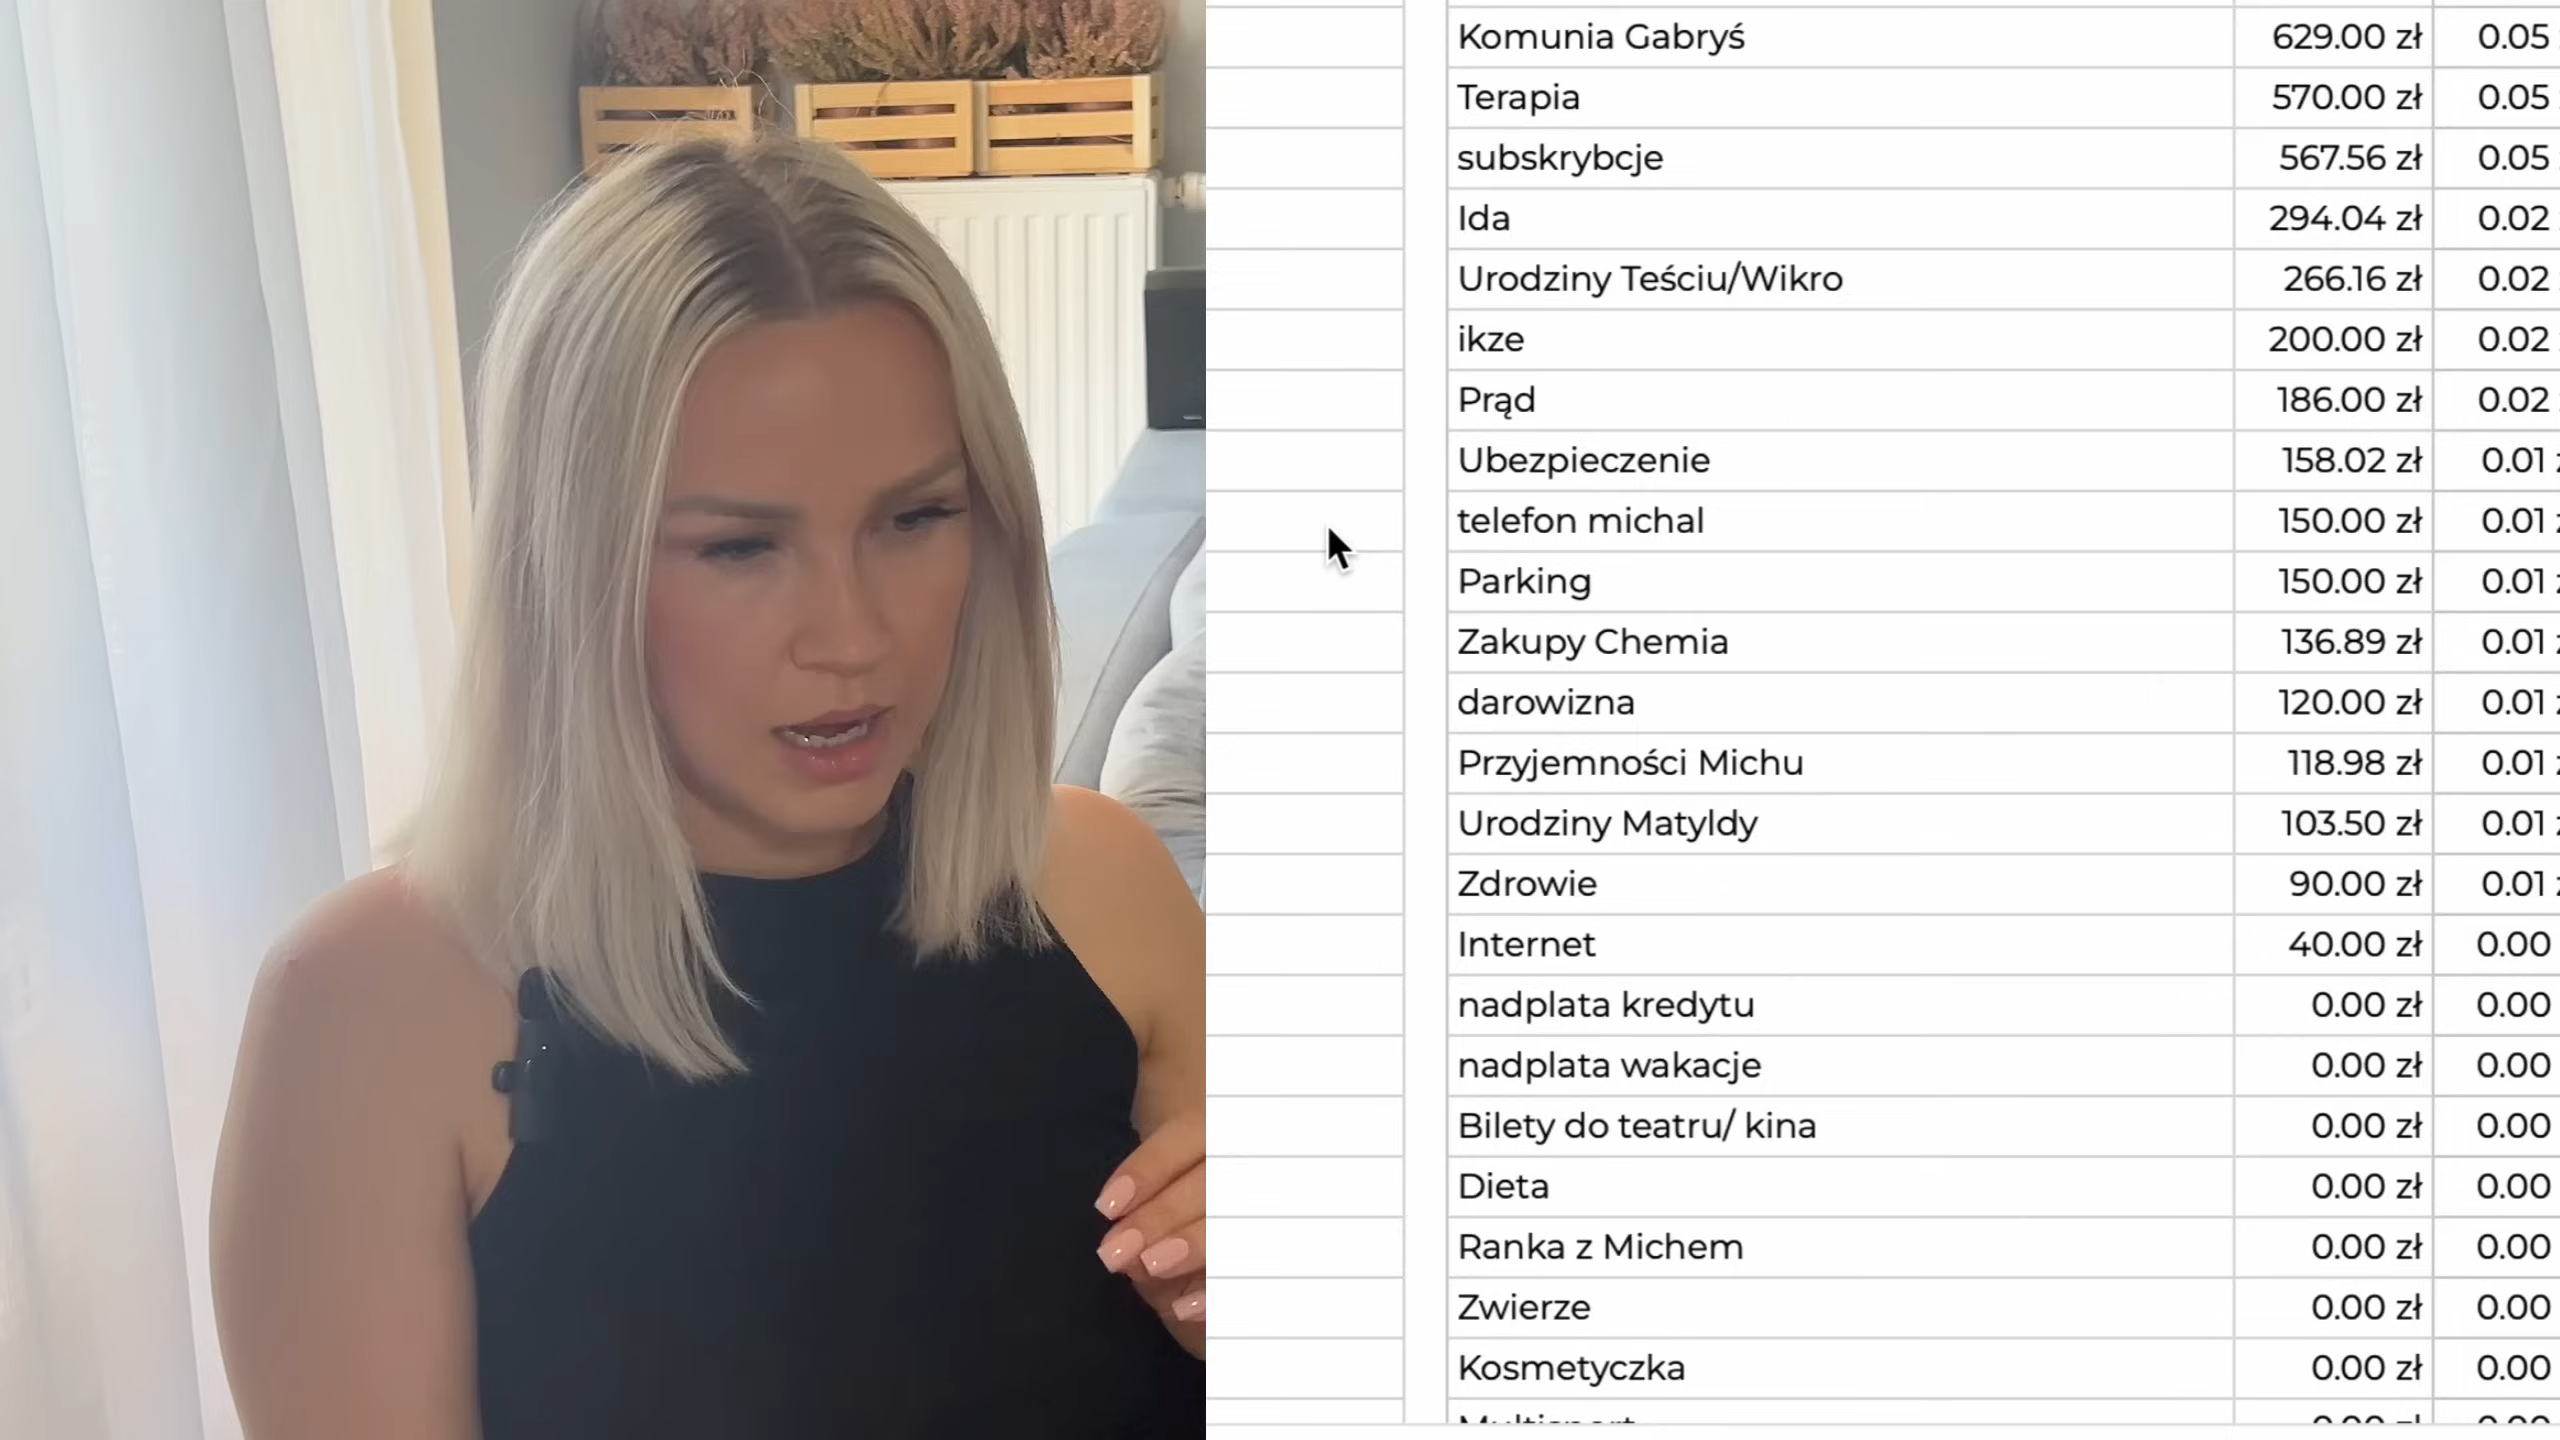 Komunia Gabryś 629.00 zł 0.05
Terapia 570.00 zł 0.05
subskrybcje 567.56 zł 0.05
Ida 294.04 zł 0.02
Urodziny Teściu/Wikro 266.16 zł 0.02
ikze 200.00 zł 0.02
Prąd 186.00 zł 0.02
Ubezpieczenie 158.02 zł 0.01
telefon michal 150.00 zł 0.01
Parking 150.00 zł 0.01
Zakupy Chemia 136.89 zł 0.01
darowizna 120.00 zł 0.01
Przyjemności Michu 118.98 zł 0.01
Urodziny Matyldy 103.50 zł 0.01
Zdrowie 90.00 zł 0.01
Internet 40.00 zł 0.00
nadplata kredytu 0.00 zł 0.00
nadplata wakacje 0.00 zł 0.00
Bilety do teatru/ kina 0.00 zł 0.00
Dieta 0.00 zł 0.00
Ranka z Michem 0.00 zł 0.00
Zwierze 0.00 zł 0.00
Kosmetyczka 0.00 zł 0.00